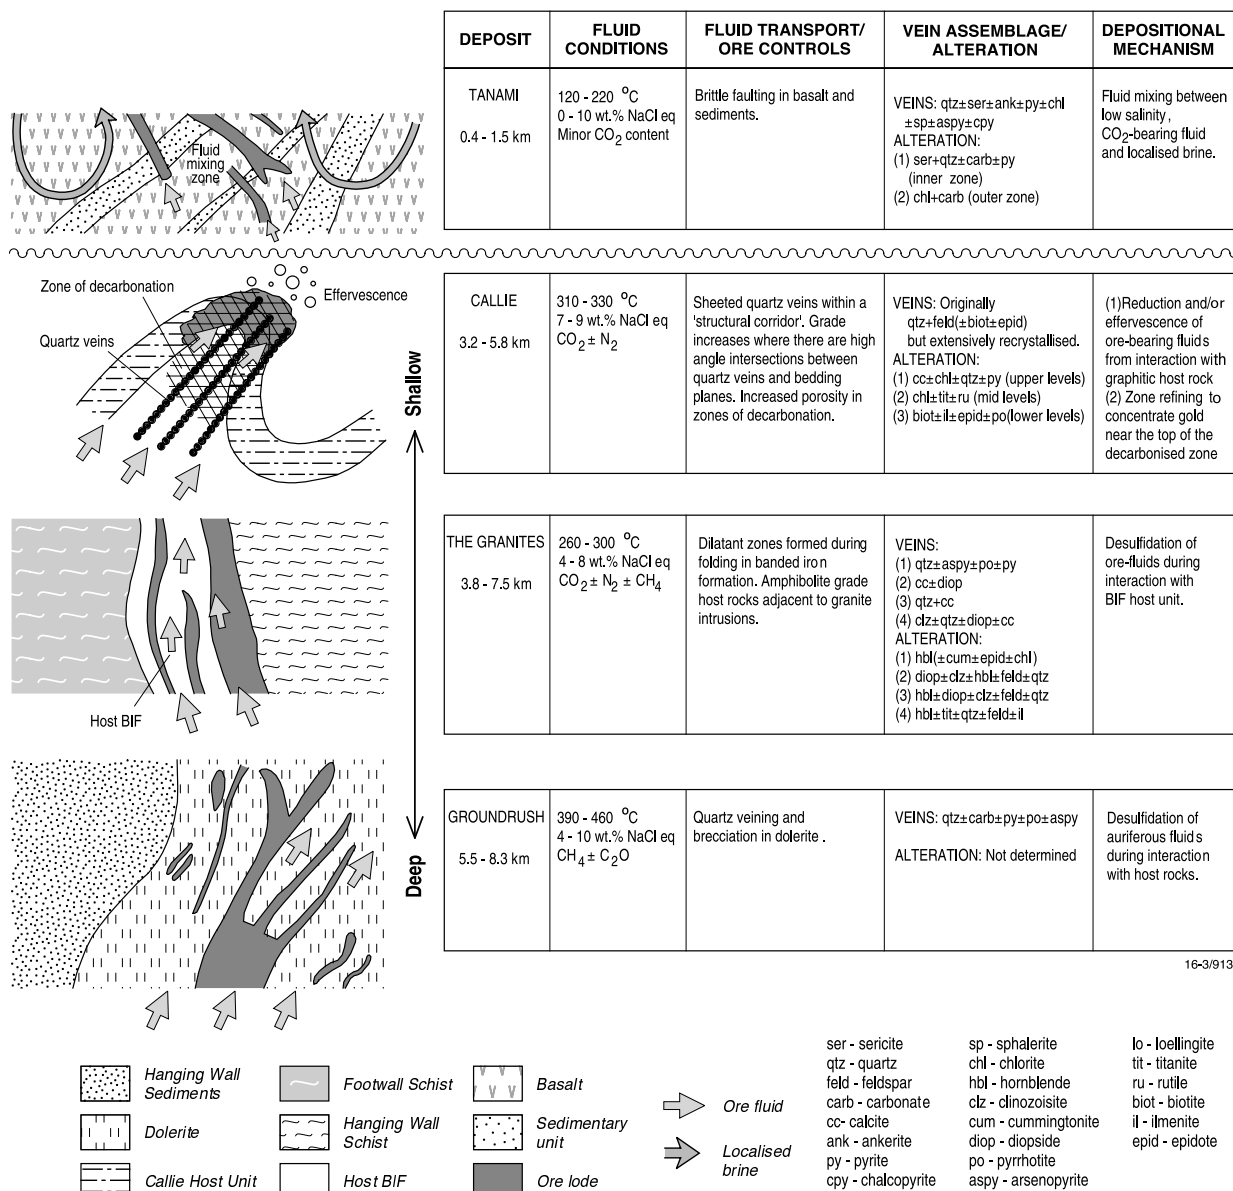 DEPOSIT
FLUID CONDITIONS
FLUID TRANSPORT/ ORE CONTROLS
VEIN ASSEMBLAGE/ ALTERATION
DEPOSITIONAL MECHANISM
TANAMI
0.4 - 1.5 km
120 - 220 °C
0 - 10 wt.% NaCl eq
Minor CO2 content
Brittle faulting in basalt and
sediments.
VEINS: qtz±ser±ank±py±chl
±sp±aspy±cpy
ALTERATION:
(1) ser+qtz±carb±py
(inner zone)
(2) chl+carb (outer zone)
Fluid mixing between
low salinity,
CO2-bearing fluid
and localised brine.
Fluid
mixing
zone
Zone of decarbonation
Effervescence
Quartz veins
CALLIE
3.2 - 5.8 km
310 - 330 °C
7 - 9 wt.% NaCl eq
CO2 ± N2
Sheeted quartz veins within a
'structural corridor'. Grade
increases where there are high
angle intersections between
quartz veins and bedding
planes. Increased porosity in
zones of decarbonation.
VEINS: Originally
qtz+feld(±biot±epid)
but extensively recrystallised.
ALTERATION:
(1) cc±chl±qtz±py (upper levels)
(2) chl±tit±ru (mid levels)
(3) biot±il±epid±po(lower levels)
(1)Reduction and/or
effervescence of
ore-bearing fluids
from interaction with
graphitic host rock
(2) Zone refining to
concentrate gold
near the top of the
decarbonised zone
Shallow
Deep
Host BIF
THE GRANITES
3.8 - 7.5 km
260 - 300 °C
4 - 8 wt.% NaCl eq
CO2 ± N2 ± CH4
Dilatant zones formed during
folding in banded iron
formation. Amphibolite grade
host rocks adjacent to granite
intrusions.
VEINS:
(1) qtz±aspy±po±py
(2) cc±diop
(3) qtz+cc
(4) clz±qtz±diop±cc
ALTERATION:
(1) hbl(±cum±epid±chl)
(2) diop±clz±hbl±feld±qtz
(3) hbl±diop±clz±feld±qtz
(4) hbl±tit±qtz±feld±il
Desulfidation of
ore-fluids during
interaction with
BIF host unit.
GROUNDRUSH
5.5 - 8.3 km
390 - 460 °C
4 - 10 wt.% NaCl eq
CH4 ± C2O
Quartz veining and
brecciation in dolerite .
VEINS: qtz±carb±py±po±aspy
ALTERATION: Not determined
Desulfidation of
auriferous fluids
during interaction
with host rocks.
16-3/913
Hanging Wall
Sediments
Dolerite
Callie Host Unit
Footwall Schist
Hanging Wall
Schist
Host BIF
Basalt
Sedimentary
unit
Ore lode
Ore fluid
Localised
brine
ser - sericite
qtz - quartz
feld - feldspar
carb - carbonate
cc- calcite
ank - ankerite
py - pyrite
cpy - chalcopyrite
sp - sphalerite
chl - chlorite
hbl - hornblende
clz - clinozoisite
cum - cummingtonite
diop - diopside
po - pyrrhotite
aspy - arsenopyrite
lo - loellingite
tit - titanite
ru - rutile
biot - biotite
il - ilmenite
epid - epidote